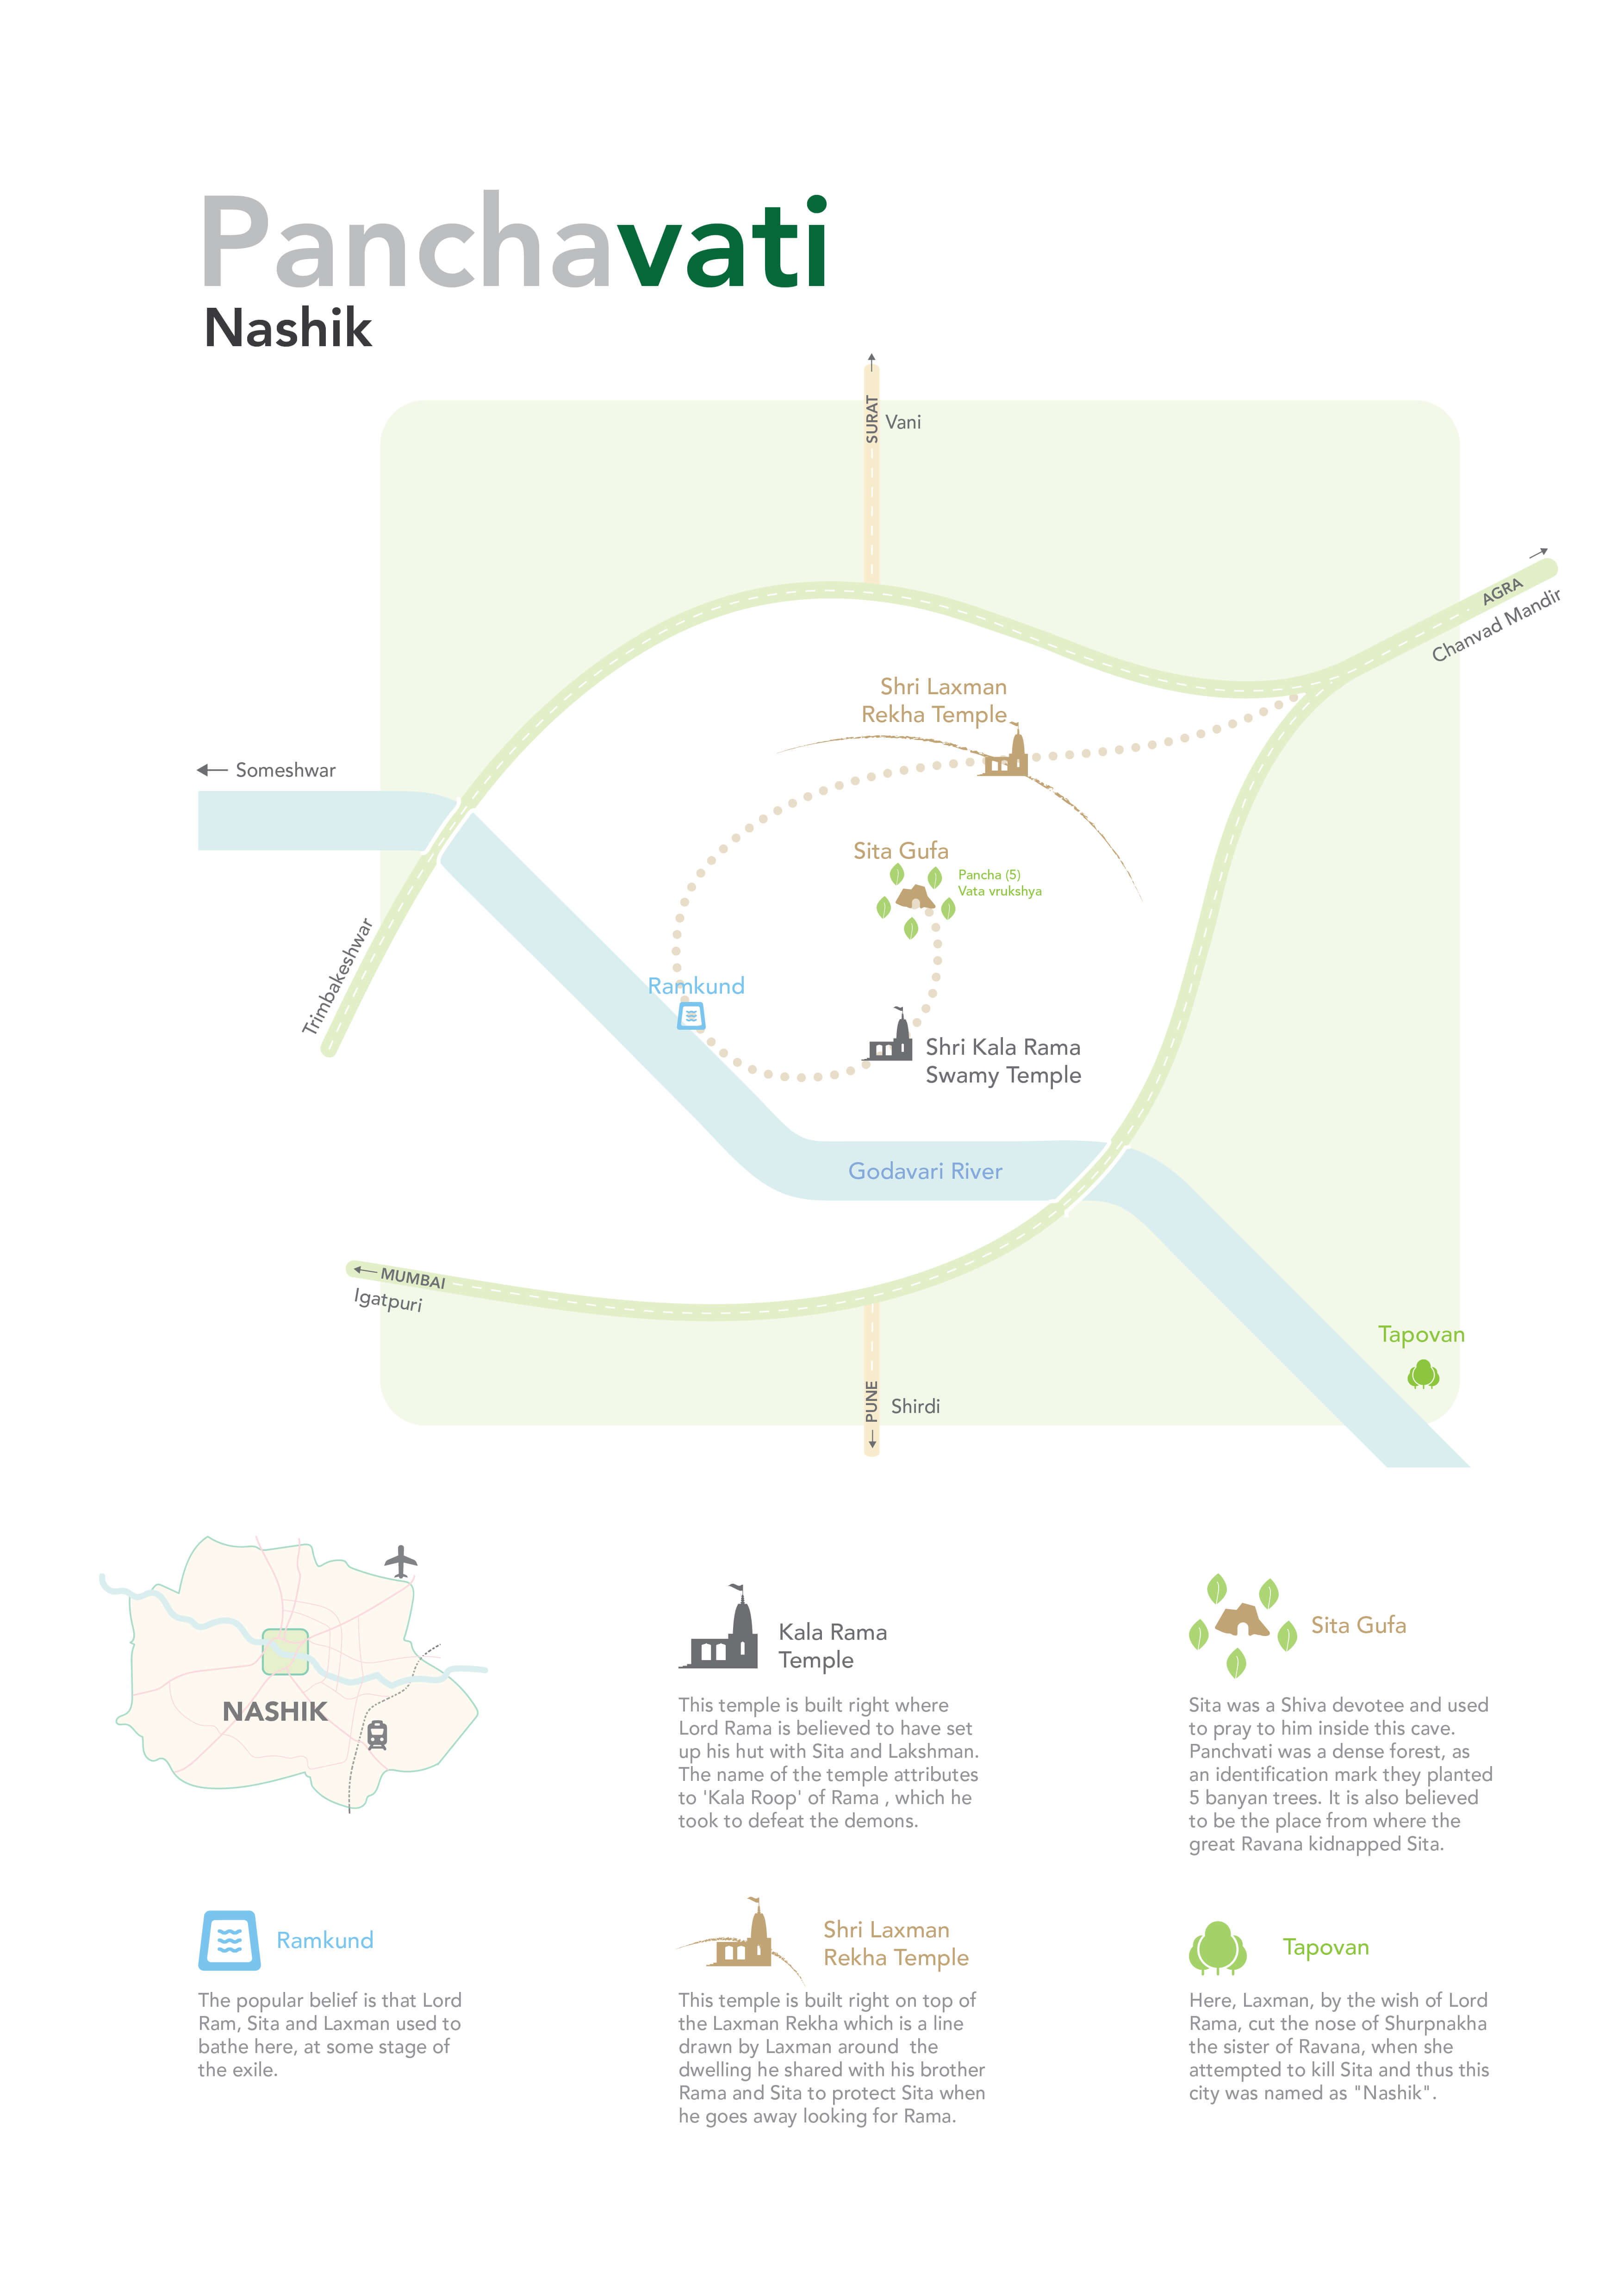 Panchavati
Nashik
SURAT
Vani
AGRA
Chanvad Mandir
Shri Laxman
Rekha Temple
Someshwar
Sita Gufa
Pancha (5)
Vata vrukshya
Trimbakeshwar
Ramkund
Shri Kala Rama
Swamy Temple
Godavari River
MUMBAI
Igatpuri
Tapovan
PUNE
Shirdi
NASHIK
Kala Rama
Temple
This temple is built right where
Lord Rama is believed to have set
up his hut with Sita and Lakshman.
The name of the temple attributes
to 'Kala Roop' of Rama , which he
took to defeat the demons.
Sita Gufa
Sita was a Shiva devotee and used
to pray to him inside this cave.
Panchvati was a dense forest, as
an identification mark they planted
5 banyan trees. It is also believed
to be the place from where the
great Ravana kidnapped Sita.
Ramkund
The popular belief is that Lord
Ram, Sita and Laxman used to
bathe here, at some stage of
the exile.
Shri Laxman
Rekha Temple
This temple is built right on top of
the Laxman Rekha which is a line
drawn by Laxman around  the
dwelling he shared with his brother
Rama and Sita to protect Sita when
he goes away looking for Rama.
Tapovan
Here, Laxman, by the wish of Lord
Rama, cut the nose of Shurpnakha
the sister of Ravana, when she
attempted to kill Sita and thus this
city was named as "Nashik".